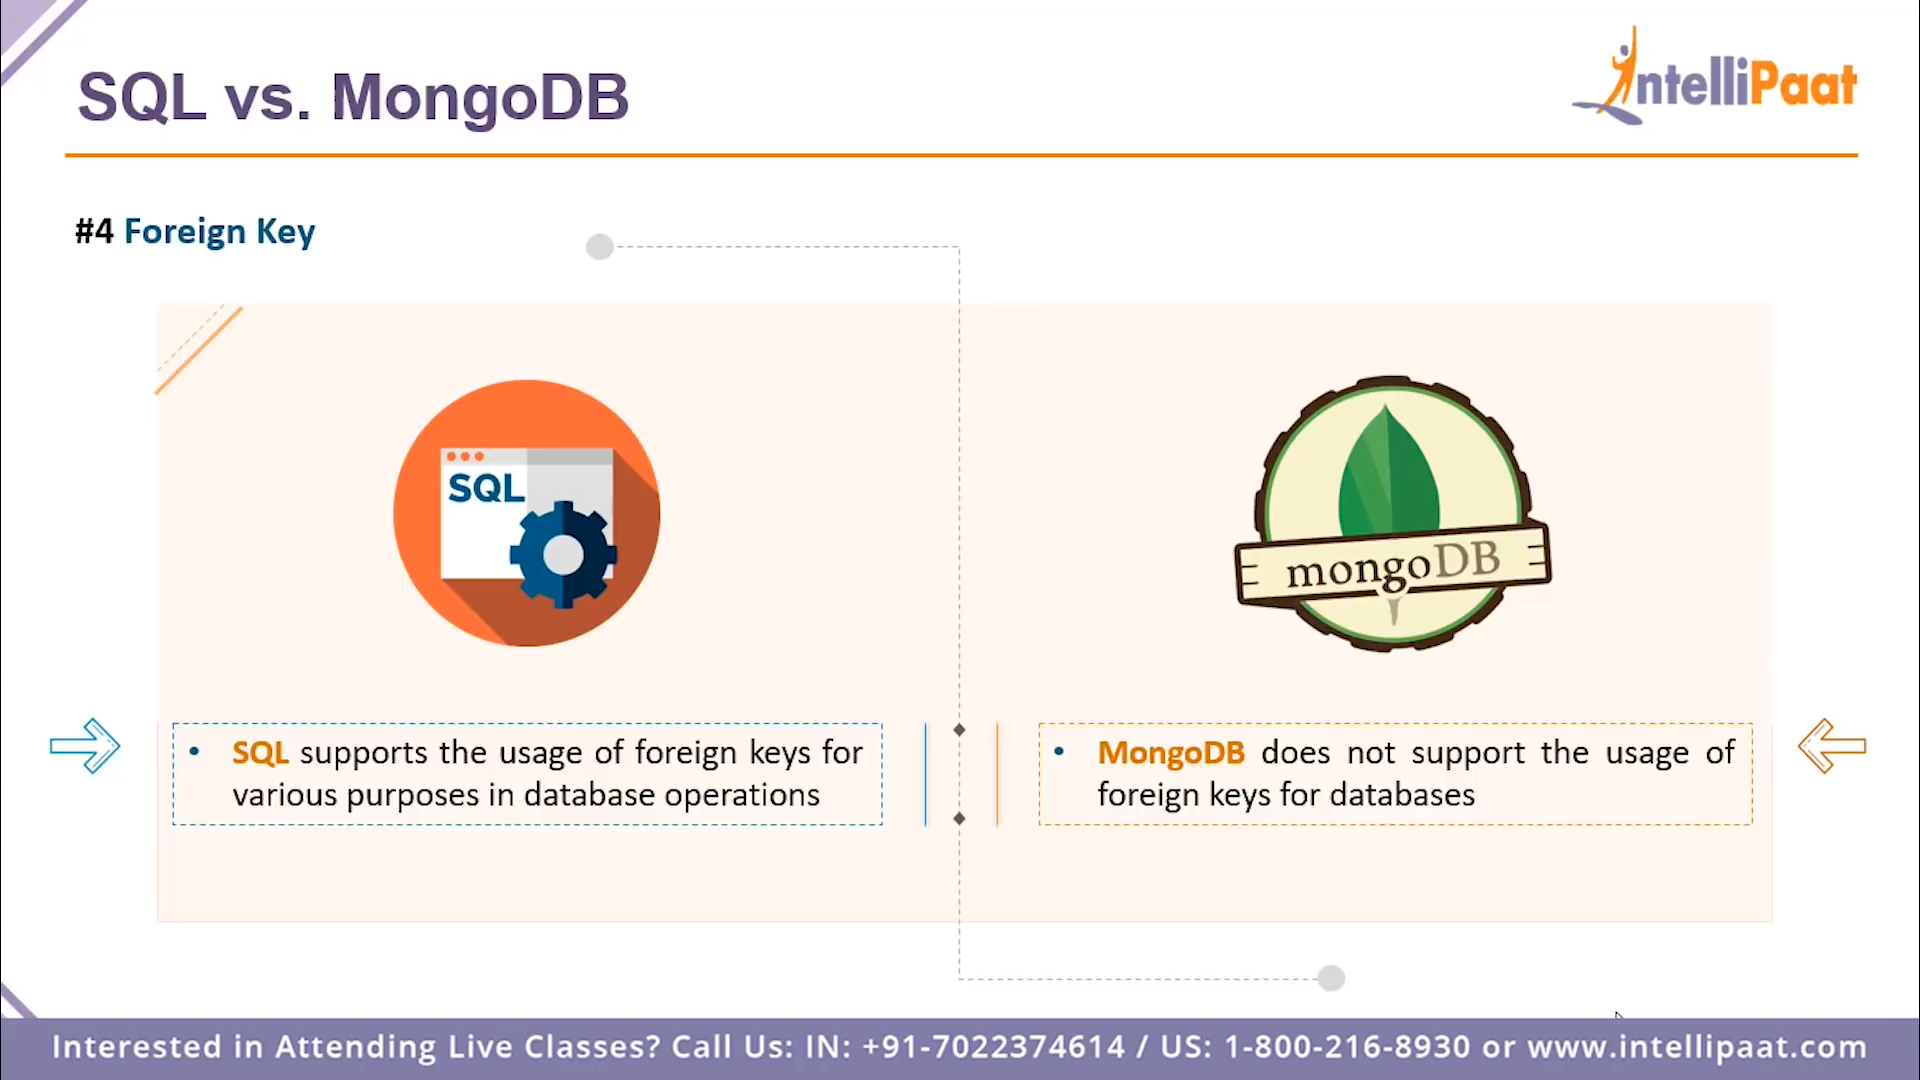 SQL vs. MongoDB
IntelliPaat
#4 Foreign Key
SQL
mongoDB
• SQL supports the usage of foreign keys for
various purposes in database operations
• MongoDB does not support the usage of
foreign keys for databases
Interested in Attending Live Classes? Call Us: IN: +91-7022374614 / US: 1-800-216-8930 or www.intellipaat.com